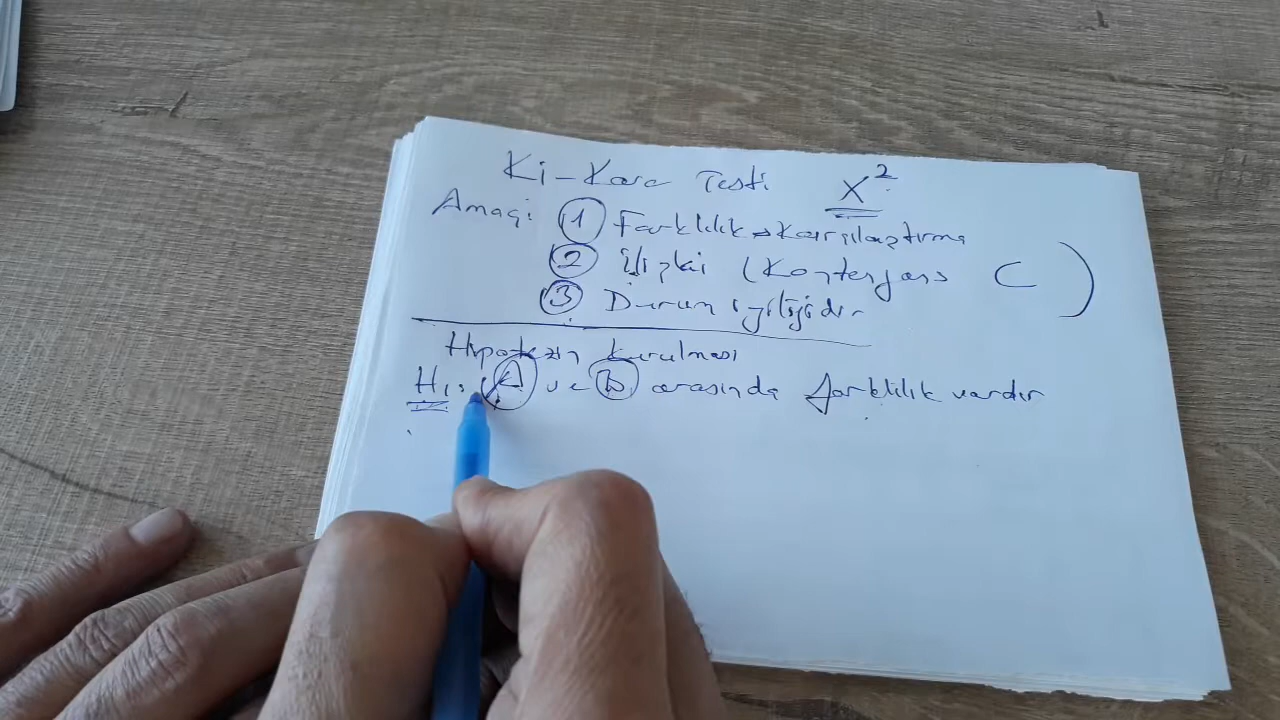 Ki-Kare Testi X²
Amaçı ① Farklılık → Karşılaştırma
② İlişki (Kontenjans C )
③ Durum iyiliğidir
Hipotezin Kurulması
H₁: A ve b arasında farklılık vardır